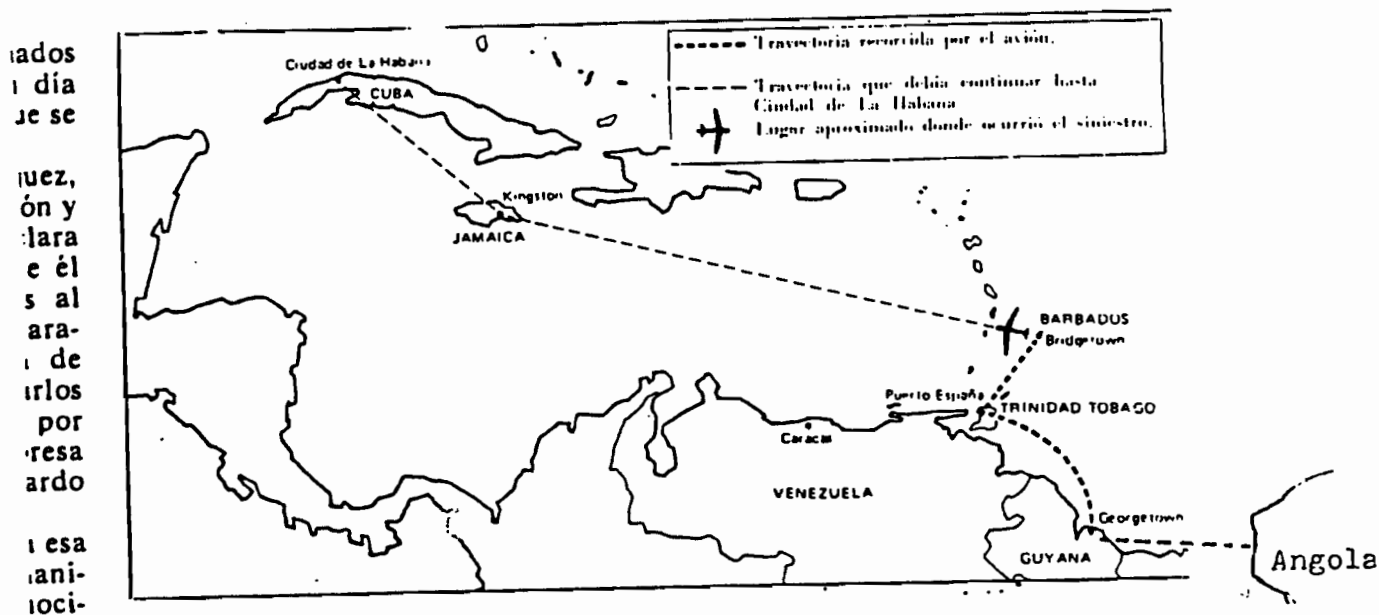 ados
día
ue se
uez,
ón y
lara
e él
s al
ara-
de
rlos
por
resa
ardo
esa
ani-
oci-
Trayectoria recorrida por el avión.
Trayectoria que debía continuar hasta
Ciudad de La Habana
Lugar aproximado donde ocurrió el siniestro.
Ciudad de La Habana
CUBA
Kingston
JAMAICA
BARBADOS
Bridgetown
Puerto España
TRINIDAD TOBAGO
Caracas
VENEZUELA
Georgetown
GUYANA
Angola